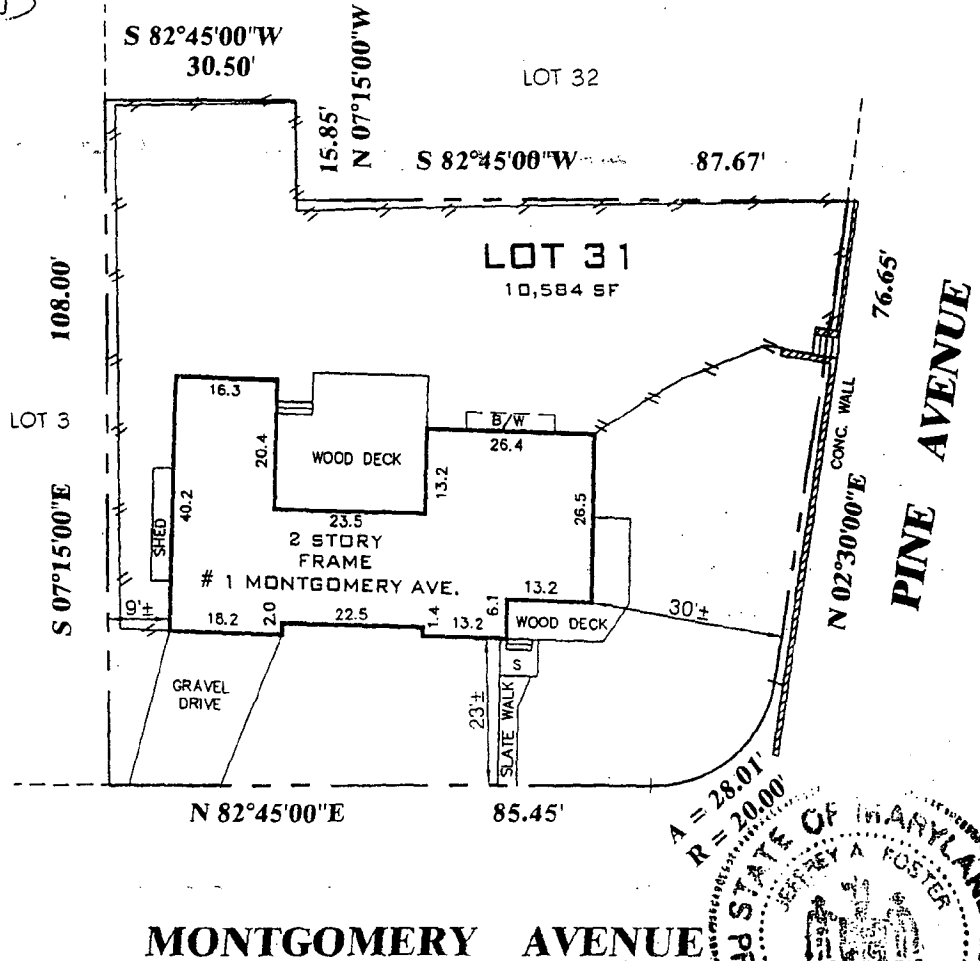 S 82°45'00"W
30.50'
15.85'
N 07°15'00"W
LOT 32
S 82°45'00"W 87.67'
LOT 31
10,584 SF
108.00'
S 07°15'00"E
LOT 3
76.65'
N 02°30'00"E
PINE AVENUE
CONC. WALL
16.3
20.4
WOOD DECK
B/W
26.4
13.2
40.2
SHED
23.5
26.5
2 STORY
FRAME
# 1 MONTGOMERY AVE.
9'±
18.2
2.0
22.5
1.4
13.2
6.1
13.2
WOOD DECK
30'±
GRAVEL
DRIVE
23'±
S
SLATE WALK
N 82°45'00"E 85.45'
A = 28.01'
R = 20.00'
MONTGOMERY AVENUE
STATE OF MARYLAND
JEFFREY A FOSTER